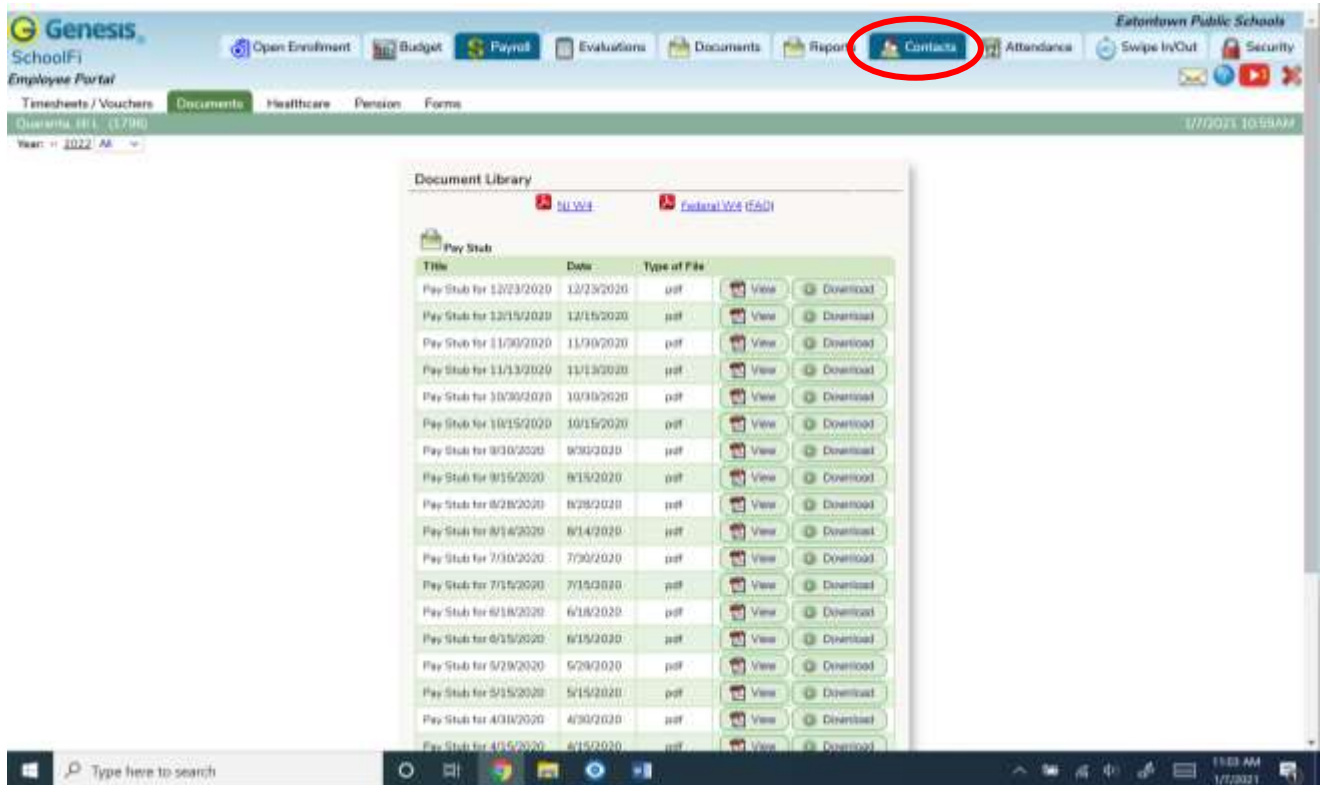 Genesis
SchoolFi
Employee Portal
Eatontown Public Schools
Open Enrollment Budget Payroll Evaluations Documents Reports Contacts Attendance Swipe In/Out Security
Timesheets / Vouchers Documents Healthcare Pension Forms
1/7/2021 10:59AM
Year: 2022 All
Document Library
NJ W4 Federal W4 (FAQ)
Pay Stub
Title Date Type of File
Pay Stub for 12/23/2020 12/23/2020 pdf View Download
Pay Stub for 12/15/2020 12/15/2020 pdf View Download
Pay Stub for 11/30/2020 11/30/2020 pdf View Download
Pay Stub for 11/13/2020 11/13/2020 pdf View Download
Pay Stub for 10/30/2020 10/30/2020 pdf View Download
Pay Stub for 10/15/2020 10/15/2020 pdf View Download
Pay Stub for 9/30/2020 9/30/2020 pdf View Download
Pay Stub for 9/15/2020 9/15/2020 pdf View Download
Pay Stub for 8/28/2020 8/28/2020 pdf View Download
Pay Stub for 8/14/2020 8/14/2020 pdf View Download
Pay Stub for 7/30/2020 7/30/2020 pdf View Download
Pay Stub for 7/15/2020 7/15/2020 pdf View Download
Pay Stub for 6/18/2020 6/18/2020 pdf View Download
Pay Stub for 6/15/2020 6/15/2020 pdf View Download
Pay Stub for 5/29/2020 5/29/2020 pdf View Download
Pay Stub for 5/15/2020 5/15/2020 pdf View Download
Pay Stub for 4/30/2020 4/30/2020 pdf View Download
Pay Stub for 4/15/2020 4/15/2020 pdf View Download
Type here to search
11:03 AM
1/7/2021